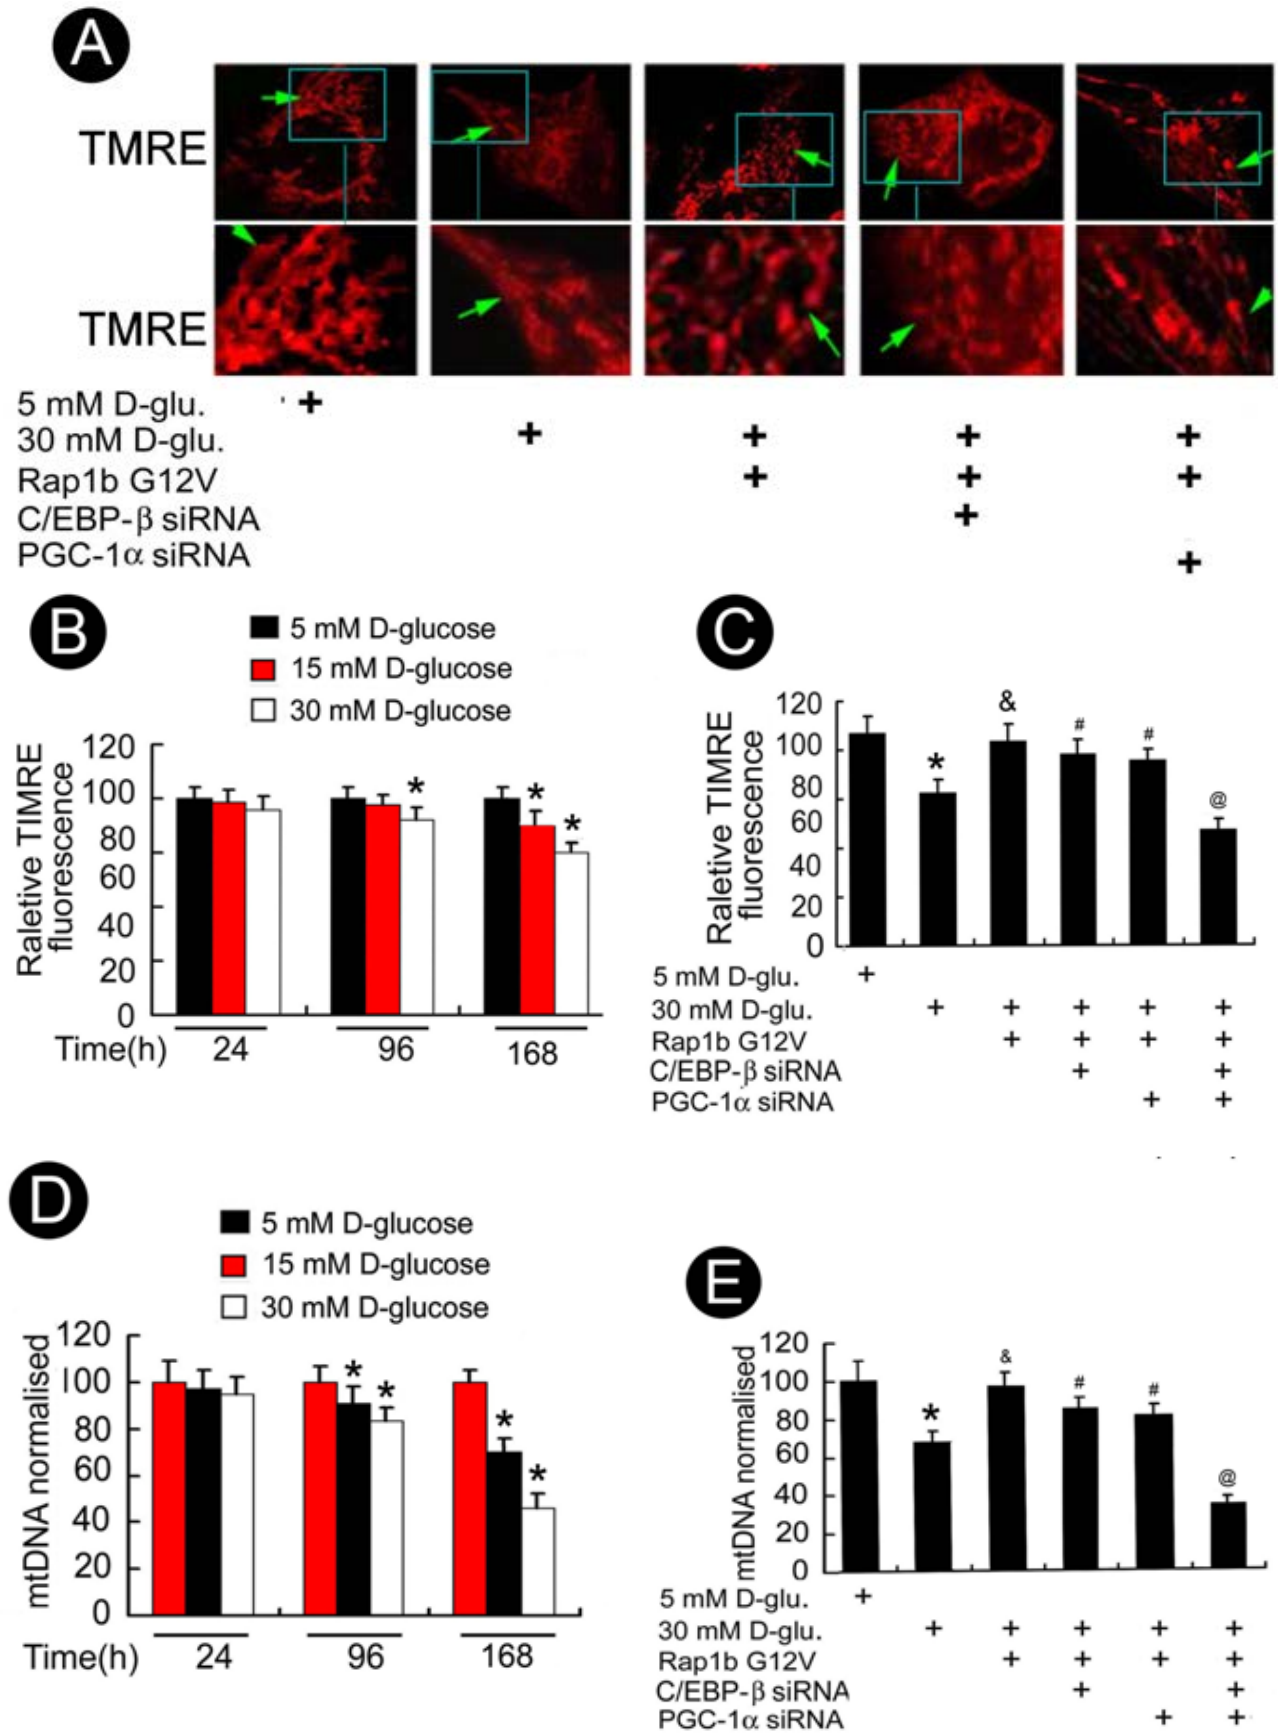 A
TMRE
TMRE
5 mM D-glu. +
30 mM D-glu. + + + +
Rap1b G12V + + +
C/EBP-β siRNA +
PGC-1α siRNA +
B
5 mM D-glucose
15 mM D-glucose
30 mM D-glucose
Raletive TIMRE
fluorescence
120
100
80
60
40
20
0
*
*
*
Time(h) 24 96 168
C
Raletive TIMRE
fluorescence
120
100
80
60
40
20
0
* & # # @
5 mM D-glu. +
30 mM D-glu. + + + + +
Rap1b G12V + + + +
C/EBP-β siRNA + +
PGC-1α siRNA + +
D
5 mM D-glucose
15 mM D-glucose
30 mM D-glucose
mtDNA normalised
120
100
80
60
40
20
0
* *
* *
Time(h) 24 96 168
E
mtDNA normalised
120
100
80
60
40
20
0
* & # # @
5 mM D-glu. +
30 mM D-glu. + + + + +
Rap1b G12V + + + +
C/EBP-β siRNA + +
PGC-1α siRNA + +